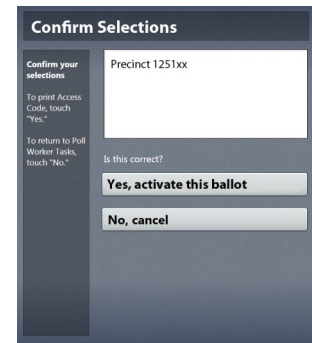 Confirm Selections
Confirm your
selections
To print Access
Code, touch
"Yes."
To return to Poll
Worker Tasks,
touch "No."
Precinct 1251xx
Is this correct?
Yes, activate this ballot
No, cancel